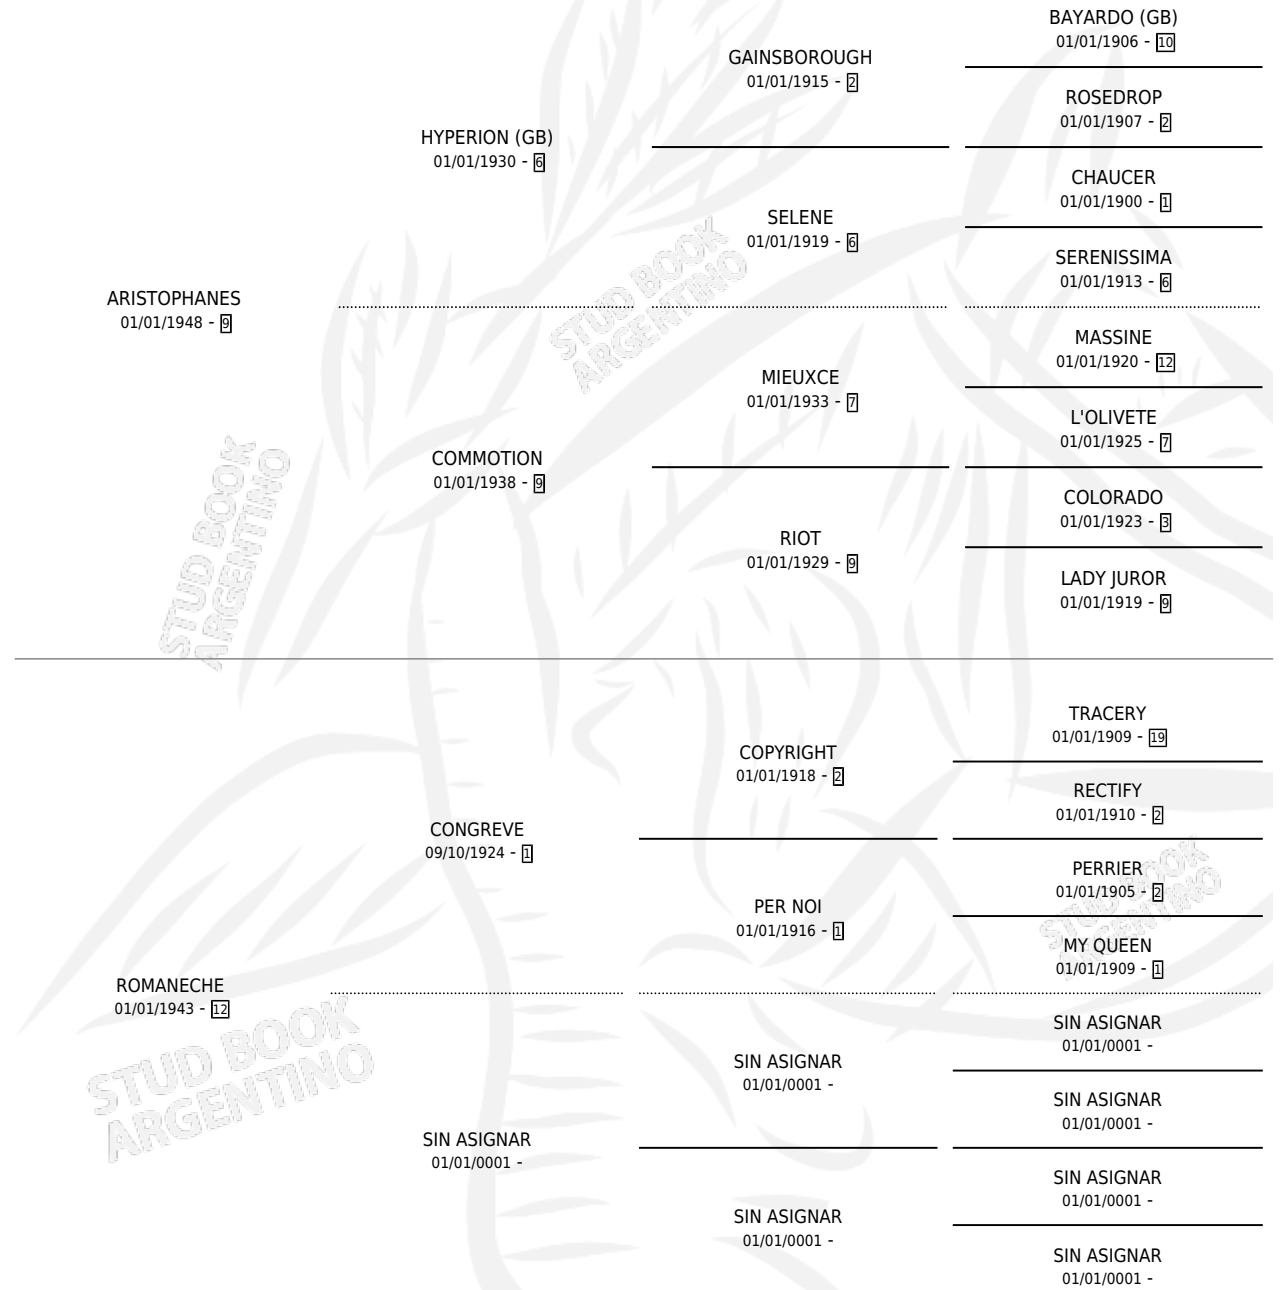 BAYARDO (GB)
01/01/1906 - 10
GAINSBOROUGH
01/01/1915 - 2
ROSEDROP
01/01/1907 - 2
HYPERION (GB)
01/01/1930 - 6
CHAUCER
01/01/1900 - 1
SELENE
01/01/1919 - 6
SERENISSIMA
01/01/1913 - 6
ARISTOPHANES
01/01/1948 - 9
MASSINE
01/01/1920 - 12
MIEUXCE
01/01/1933 - 7
L'OLIVETE
01/01/1925 - 7
COMMOTION
01/01/1938 - 9
COLORADO
01/01/1923 - 3
RIOT
01/01/1929 - 9
LADY JUROR
01/01/1919 - 9
STUD BOOK
ARGENTINO
STUD BOOK
ARGENTINO
TRACERY
01/01/1909 - 19
COPYRIGHT
01/01/1918 - 2
RECTIFY
01/01/1910 - 2
CONGREVE
09/10/1924 - 1
PERRIER
01/01/1905 - 2
PER NOI
01/01/1916 - 1
MY QUEEN
01/01/1909 - 1
STUD BOOK
ARGENTINO
ROMANECHE
01/01/1943 - 12
SIN ASIGNAR
01/01/0001 -
SIN ASIGNAR
01/01/0001 -
SIN ASIGNAR
01/01/0001 -
SIN ASIGNAR
01/01/0001 -
SIN ASIGNAR
01/01/0001 -
SIN ASIGNAR
01/01/0001 -
SIN ASIGNAR
01/01/0001 -
STUD BOOK
ARGENTINO